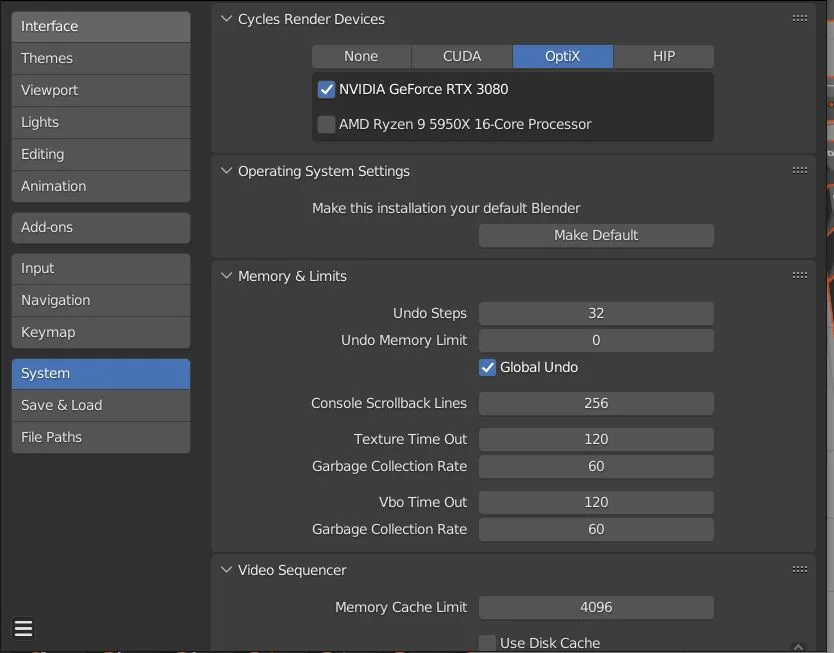 Interface
Themes
Viewport
Lights
Editing
Animation
Add-ons
Input
Navigation
Keymap
System
Save & Load
File Paths
Cycles Render Devices
None CUDA OptiX HIP
NVIDIA GeForce RTX 3080
AMD Ryzen 9 5950X 16-Core Processor
Operating System Settings
Make this installation your default Blender
Make Default
Memory & Limits
Undo Steps 32
Undo Memory Limit 0
Global Undo
Console Scrollback Lines 256
Texture Time Out 120
Garbage Collection Rate 60
Vbo Time Out 120
Garbage Collection Rate 60
Video Sequencer
Memory Cache Limit 4096
Use Disk Cache